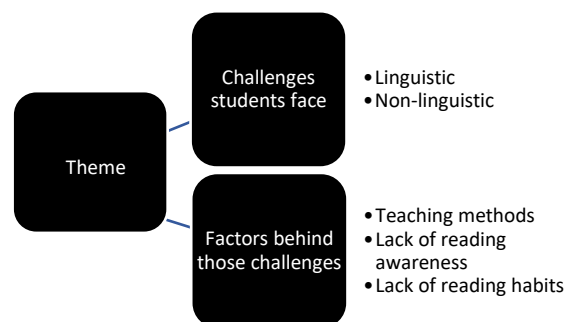 Theme
Challenges
students face
•Linguistic
•Non-linguistic
Factors behind
those challenges
•Teaching methods
•Lack of reading
awareness
•Lack of reading habits